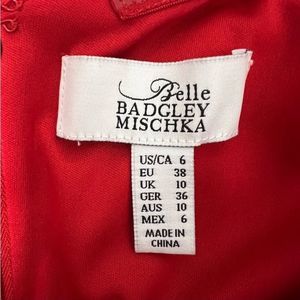 Belle
BADGLEY
MISCHKA
US/CA 6
EU 38
UK 10
GER 36
AUS 10
MEX 6
MADE IN
CHINA